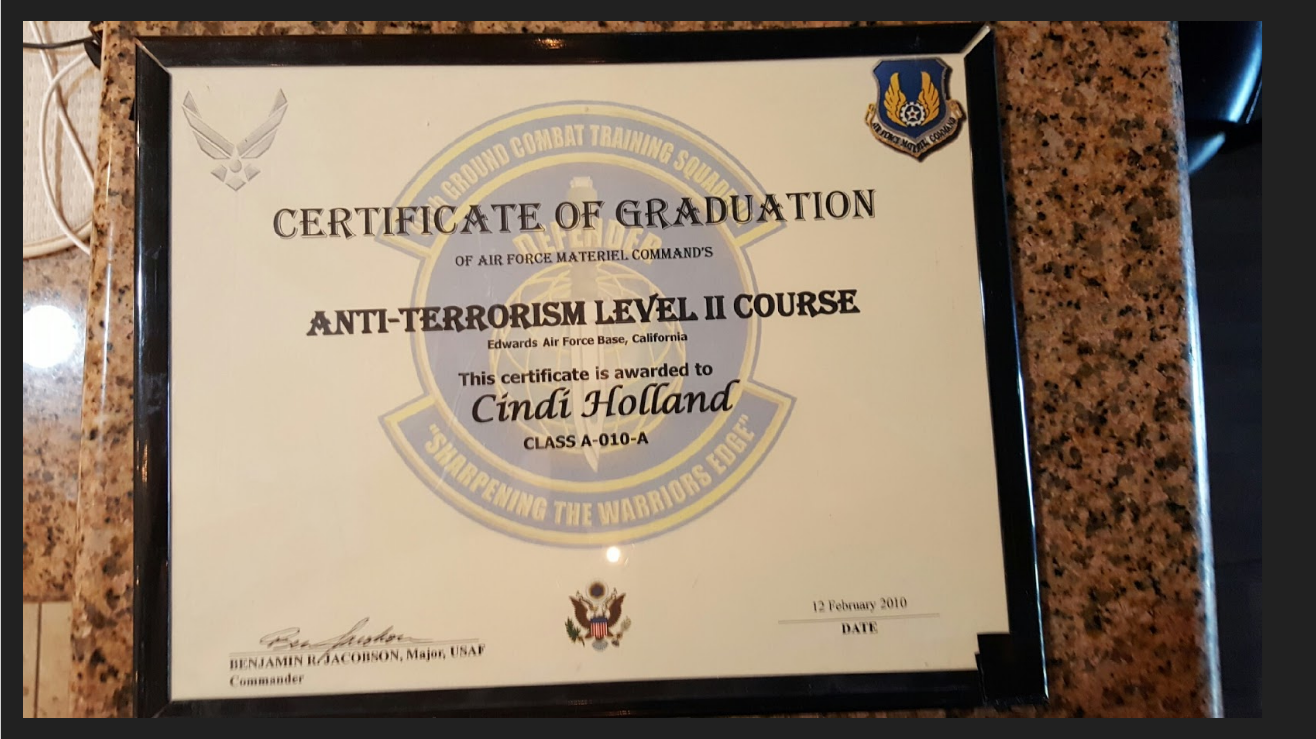 GROUND COMBAT TRAINING
CERTIFICATE OF GRADUATION
DEFENDER
OF AIR FORCE MATERIEL COMMAND'S
ANTI-TERRORISM LEVEL II COURSE
Edwards Air Force Base, California
This certificate is awarded to
Cindi Holland
CLASS A-010-A
"SHARPENING THE WARRIORS EDGE"
AIR FORCE MATERIEL COMMAND
12 February 2010
DATE
BENJAMIN R. JACOBSON, Major, USAF
Commander